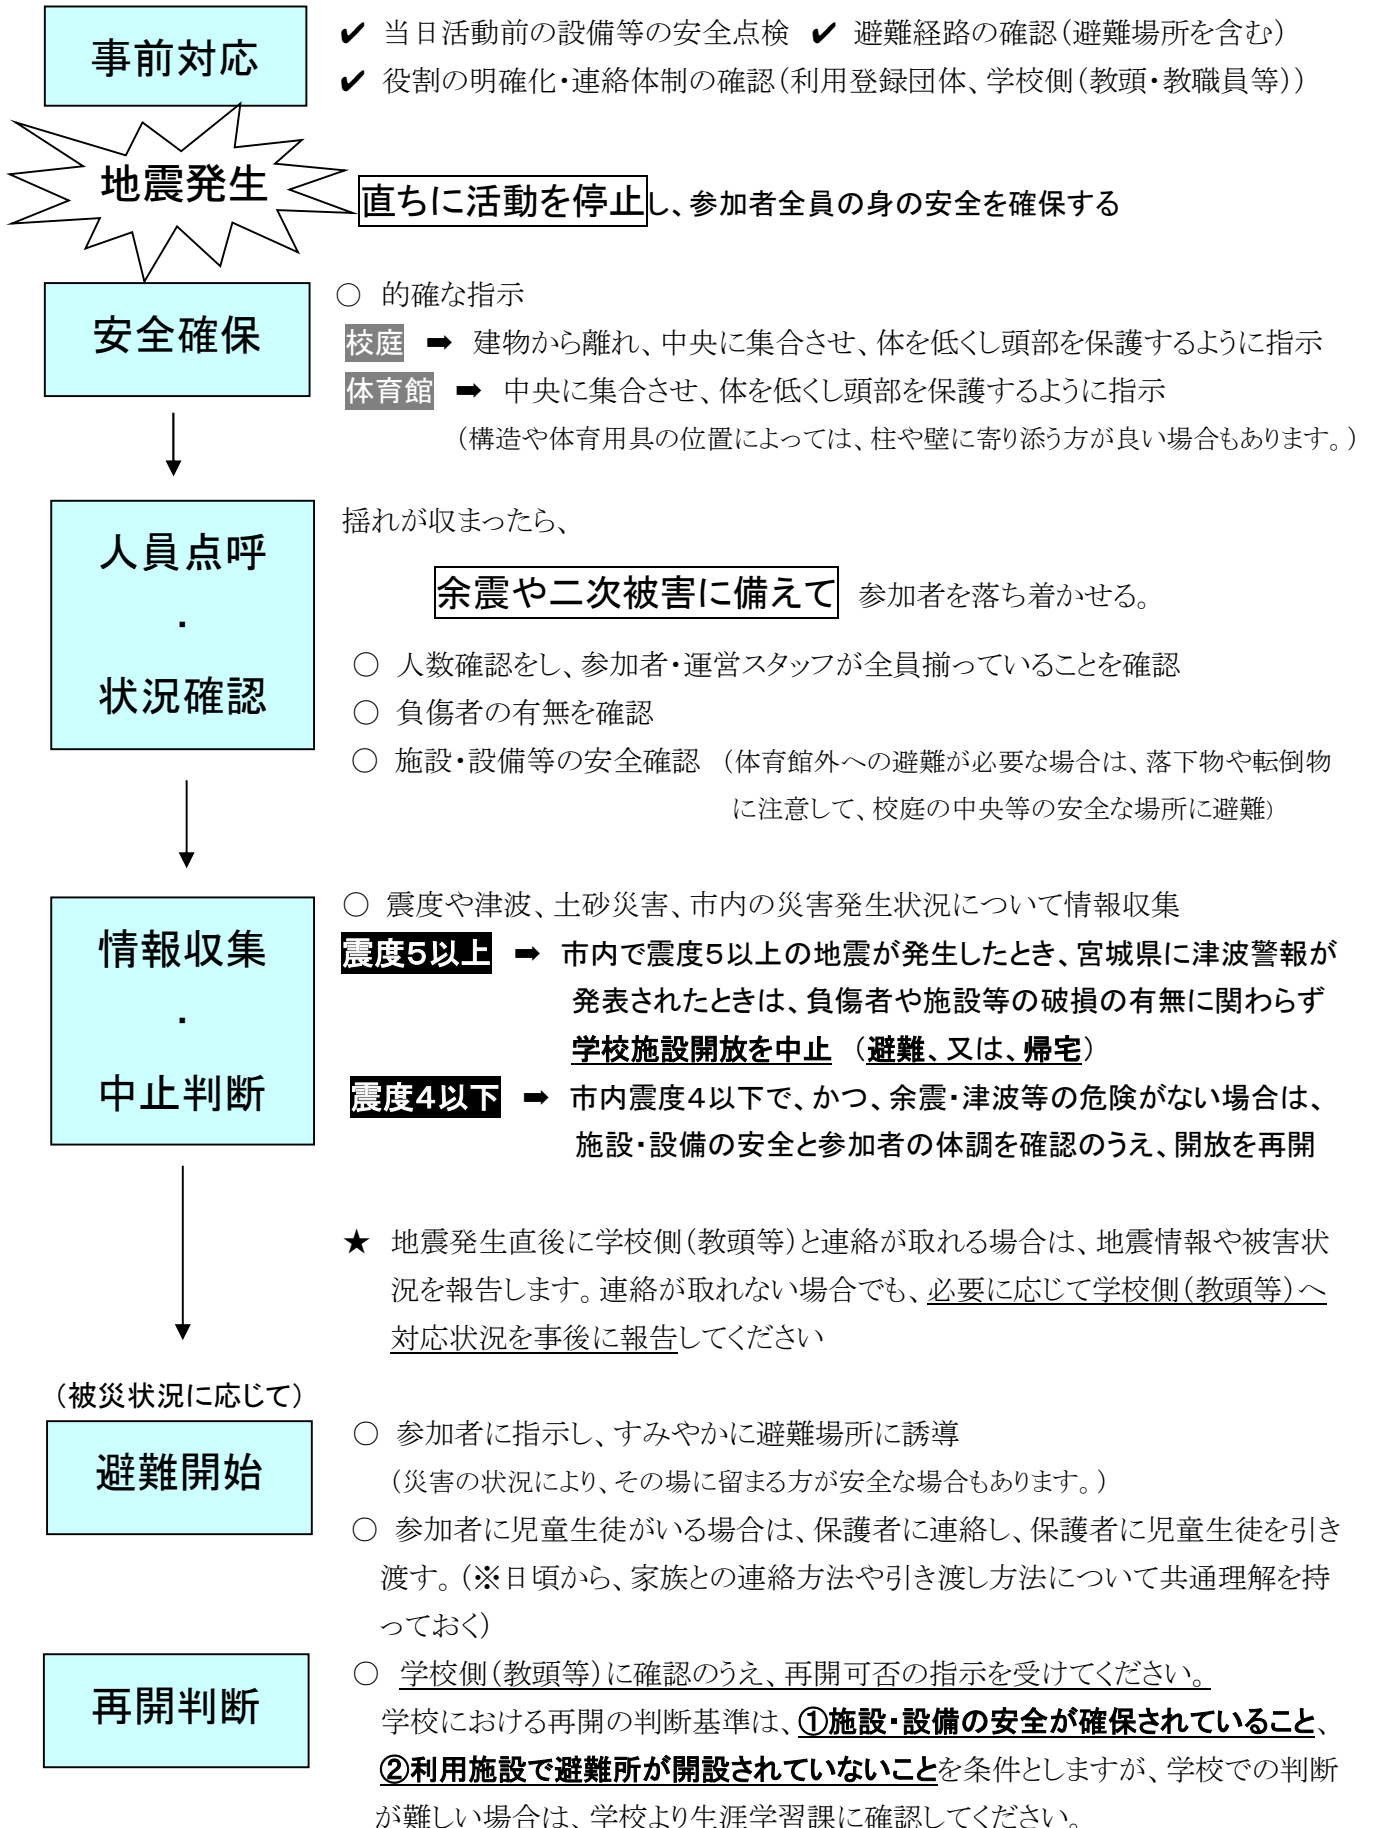 事前対応
✔ 当日活動前の設備等の安全点検 ✔ 避難経路の確認(避難場所を含む)
✔ 役割の明確化・連絡体制の確認(利用登録団体、学校側(教頭・教職員等))
地震発生
直ちに活動を停止し、参加者全員の身の安全を確保する
安全確保
○ 的確な指示
校庭 ➡ 建物から離れ、中央に集合させ、体を低くし頭部を保護するように指示
体育館 ➡ 中央に集合させ、体を低くし頭部を保護するように指示
(構造や体育用具の位置によっては、柱や壁に寄り添う方が良い場合もあります。)
人員点呼
・
状況確認
揺れが収まったら、
余震や二次被害に備えて 参加者を落ち着かせる。
○ 人数確認をし、参加者・運営スタッフが全員揃っていることを確認
○ 負傷者の有無を確認
○ 施設・設備等の安全確認 (体育館外への避難が必要な場合は、落下物や転倒物
に注意して、校庭の中央等の安全な場所に避難)
情報収集
・
中止判断
○ 震度や津波、土砂災害、市内の災害発生状況について情報収集
震度5以上 ➡ 市内で震度5以上の地震が発生したとき、宮城県に津波警報が
発表されたときは、負傷者や施設等の破損の有無に関わらず
学校施設開放を中止 (避難、又は、帰宅)
震度4以下 ➡ 市内震度4以下で、かつ、余震・津波等の危険がない場合は、
施設・設備の安全と参加者の体調を確認のうえ、開放を再開
★ 地震発生直後に学校側(教頭等)と連絡が取れる場合は、地震情報や被害状
況を報告します。連絡が取れない場合でも、必要に応じて学校側(教頭等)へ
対応状況を事後に報告してください
(被災状況に応じて)
避難開始
○ 参加者に指示し、すみやかに避難場所に誘導
(災害の状況により、その場に留まる方が安全な場合もあります。)
○ 参加者に児童生徒がいる場合は、保護者に連絡し、保護者に児童生徒を引き
渡す。(※日頃から、家族との連絡方法や引き渡し方法について共通理解を持
っておく)
再開判断
○ 学校側(教頭等)に確認のうえ、再開可否の指示を受けてください。
学校における再開の判断基準は、①施設・設備の安全が確保されていること、
②利用施設で避難所が開設されていないことを条件としますが、学校での判断
が難しい場合は、学校より生涯学習課に確認してください。